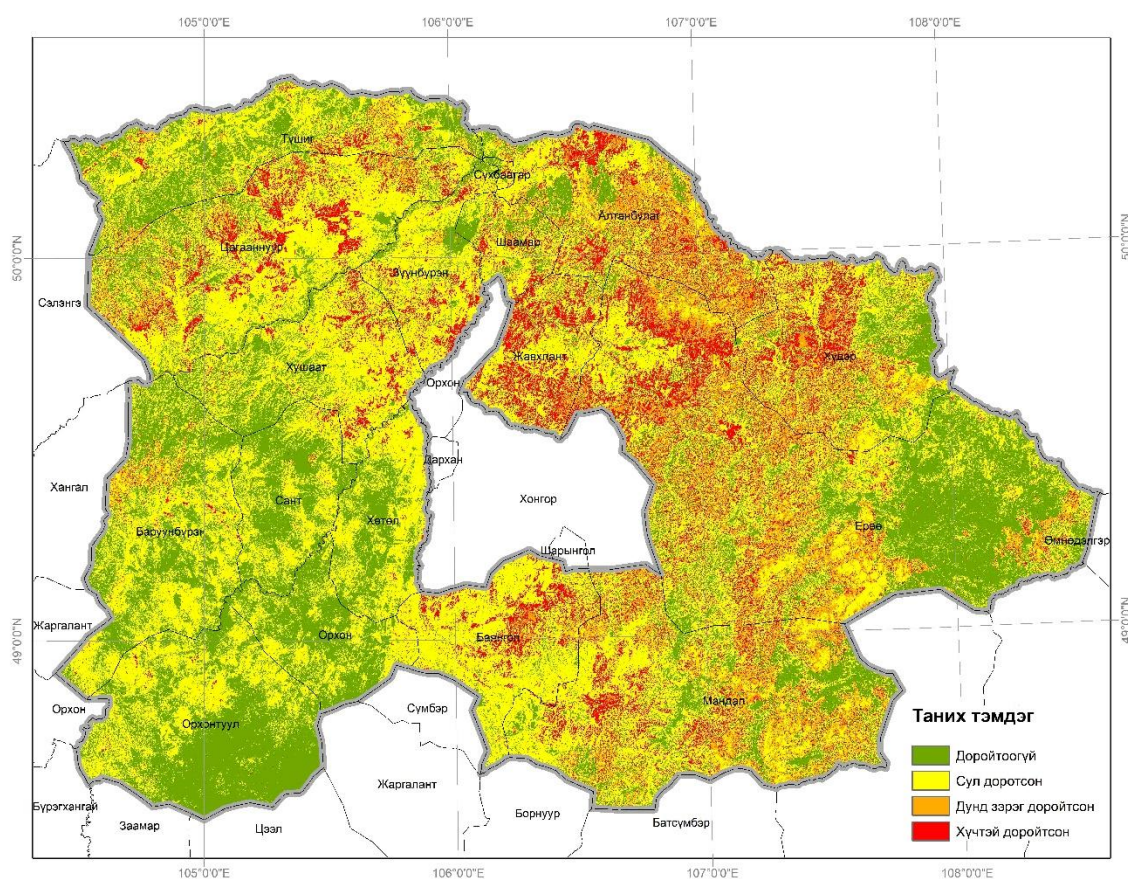 105°0'0"E
106°0'0"E
107°0'0"E
108°0'0"E
50°0'0"N
49°0'0"N
50°0'0"N
49°0'0"N
Түшиг
Сүхбаатар
Алтанбулаг
Шаамар
Цагааннуур
Зүүнбүрэн
Сэлэнгэ
Жавхлант
Хүдэр
Хушаат
Орхон
Дархан
Хангал
Хонгор
Сант
Хөтөл
Баруунбүрэн
Ерөө
Өмнөдэлгэр
Шарынгол
Жаргалант
Орхон
Баянгол
Мандал
Орхон
Сүмбэр
Орхонтуул
Жаргалант
Бүрэгхангай
Заамар
Цээл
Борнуур
Батсүмбэр
Таних тэмдэг
Доройтоогүй
Сул доротсон
Дунд зэрэг доройтсон
Хүчтэй доройтсон
105°0'0"E
106°0'0"E
107°0'0"E
108°0'0"E